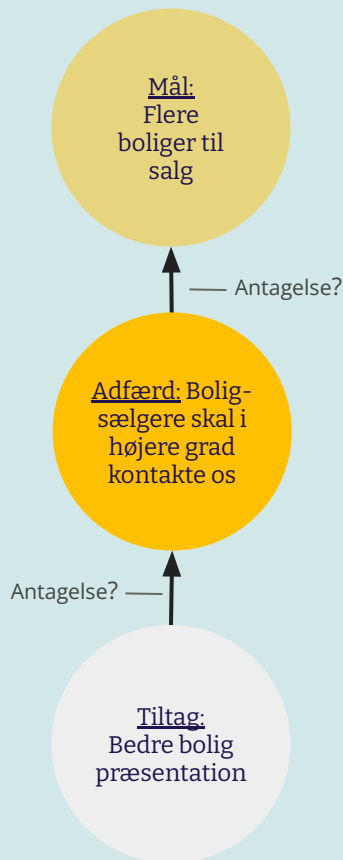 Mål:
Flere
boliger til
salg
Antagelse?
Adfærd: Bolig-
sælgere skal i
højere grad
kontakte os
Antagelse?
Tiltag:
Bedre bolig
præsentation